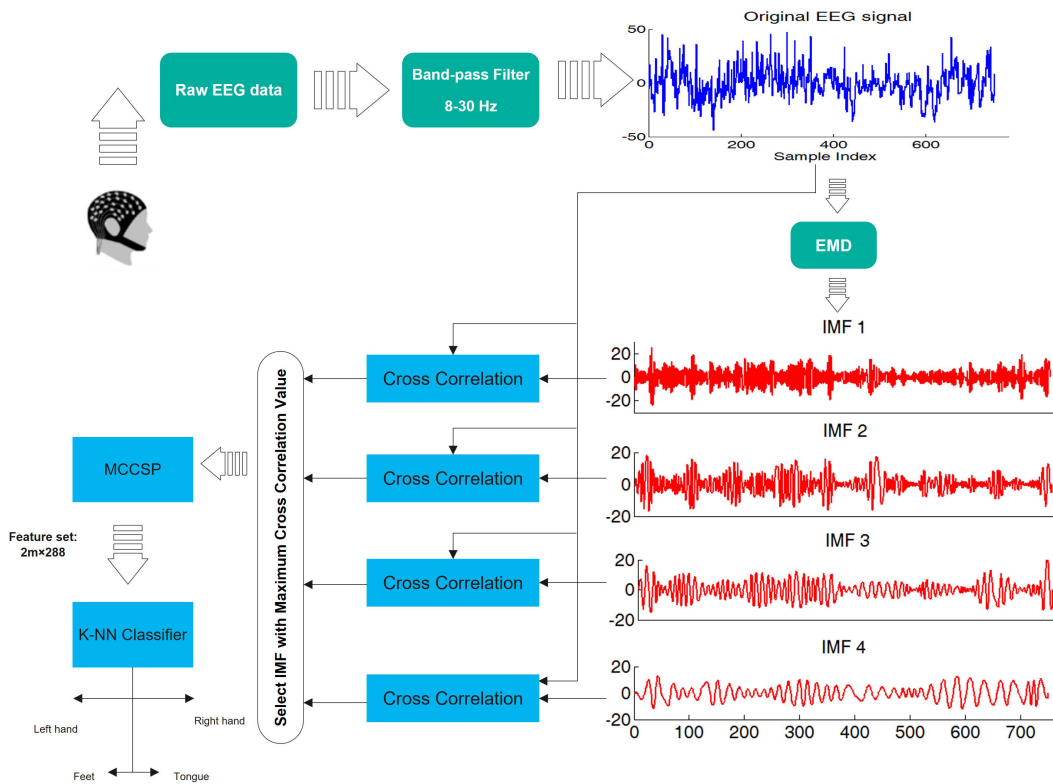 Original EEG signal
Raw EEG data
Band-pass Filter
8-30 Hz
50
0
-50
0
200
400
600
Sample Index
EMD
IMF 1
20
0
-20
Cross Correlation
IMF 2
20
0
-20
Cross Correlation
IMF 3
20
0
-20
Cross Correlation
IMF 4
20
0
-20
Cross Correlation
0
100
200
300
400
500
600
700
Select IMF with Maximum Cross Correlation Value
MCCSP
Feature set:
2m×288
K-NN Classifier
Left hand
Right hand
Feet
Tongue